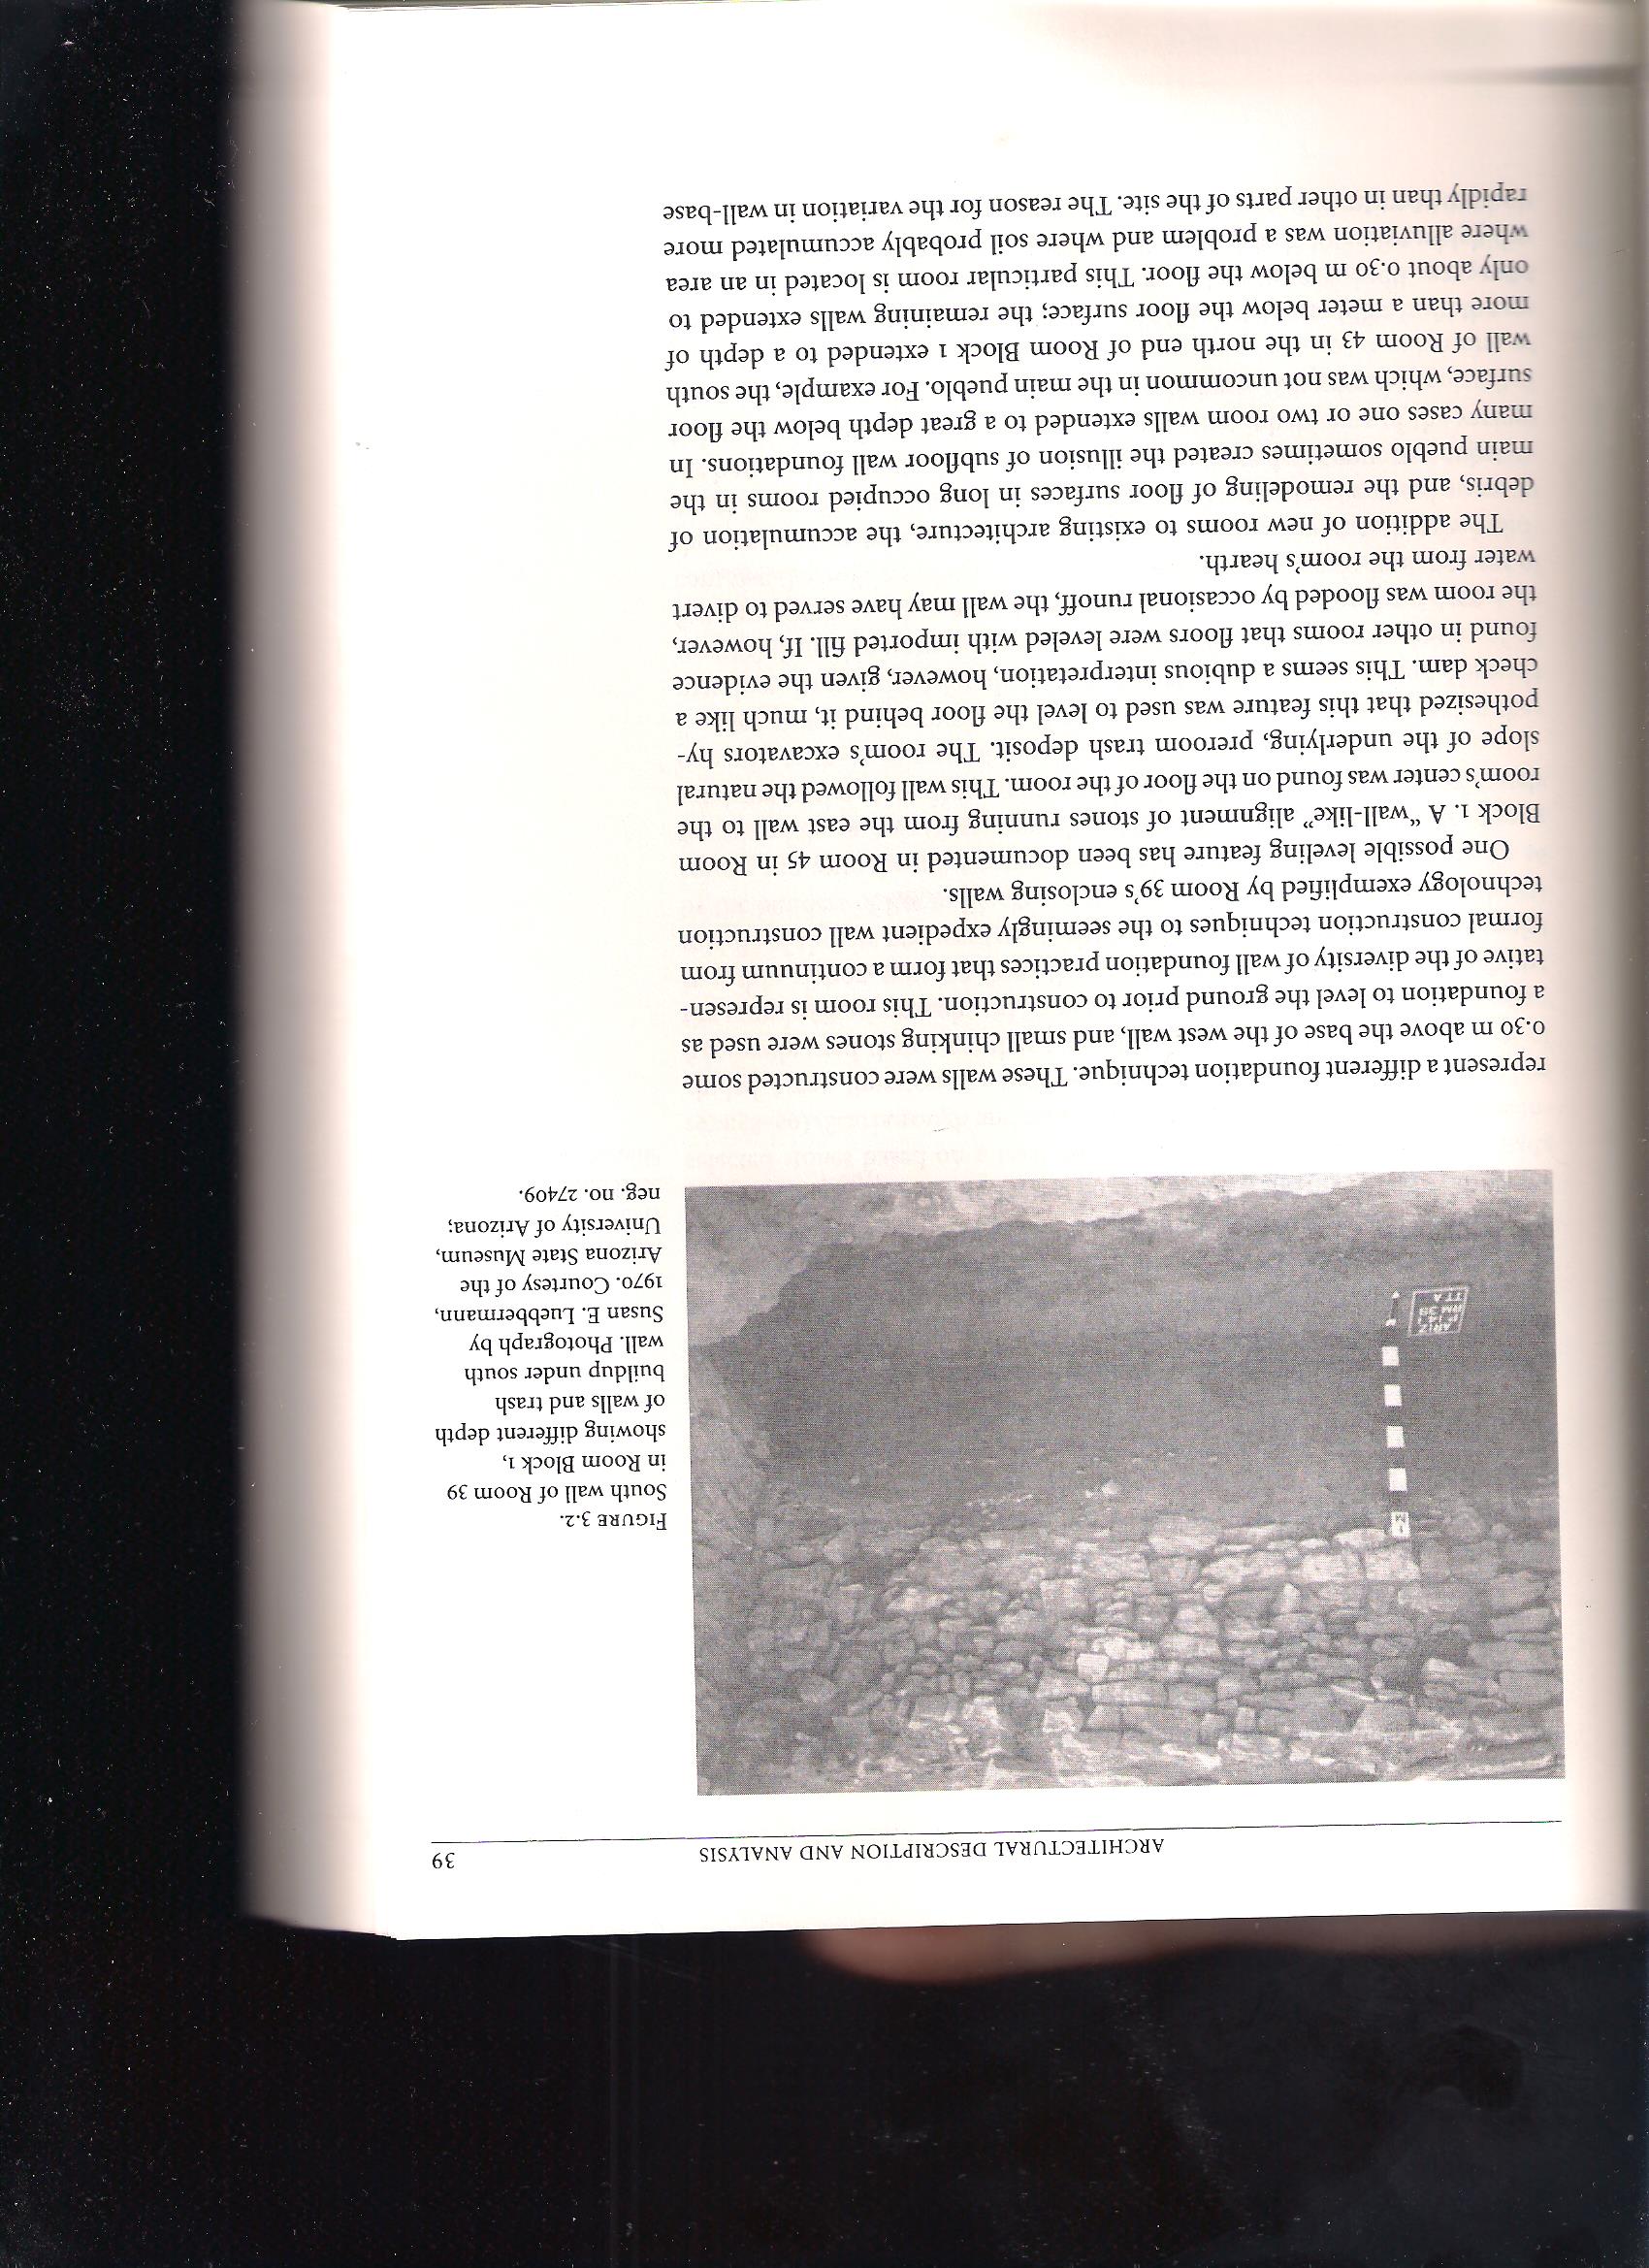 ARCHITECTURAL DESCRIPTION AND ANALYSIS 39
M
ARIZ
P:14:1
RM 39
TTA
FIGURE 3.2.
South wall of Room 39
in Room Block 1,
showing different depth
of walls and trash
buildup under south
wall. Photograph by
Susan E. Luebbermann,
1970. Courtesy of the
Arizona State Museum,
University of Arizona;
neg. no. 27409.
represent a different foundation technique. These walls were constructed some
0.30 m above the base of the west wall, and small chinking stones were used as
a foundation to level the ground prior to construction. This room is represen-
tative of the diversity of wall foundation practices that form a continuum from
formal construction techniques to the seemingly expedient wall construction
technology exemplified by Room 39's enclosing walls.
One possible leveling feature has been documented in Room 45 in Room
Block 1. A “wall-like” alignment of stones running from the east wall to the
room's center was found on the floor of the room. This wall followed the natural
slope of the underlying, preroom trash deposit. The room's excavators hy-
pothesized that this feature was used to level the floor behind it, much like a
check dam. This seems a dubious interpretation, however, given the evidence
found in other rooms that floors were leveled with imported fill. If, however,
the room was flooded by occasional runoff, the wall may have served to divert
water from the room's hearth.
The addition of new rooms to existing architecture, the accumulation of
debris, and the remodeling of floor surfaces in long occupied rooms in the
main pueblo sometimes created the illusion of subfloor wall foundations. In
many cases one or two room walls extended to a great depth below the floor
surface, which was not uncommon in the main pueblo. For example, the south
wall of Room 43 in the north end of Room Block 1 extended to a depth of
more than a meter below the floor surface; the remaining walls extended to
only about 0.30 m below the floor. This particular room is located in an area
where alluviation was a problem and where soil probably accumulated more
rapidly than in other parts of the site. The reason for the variation in wall-base